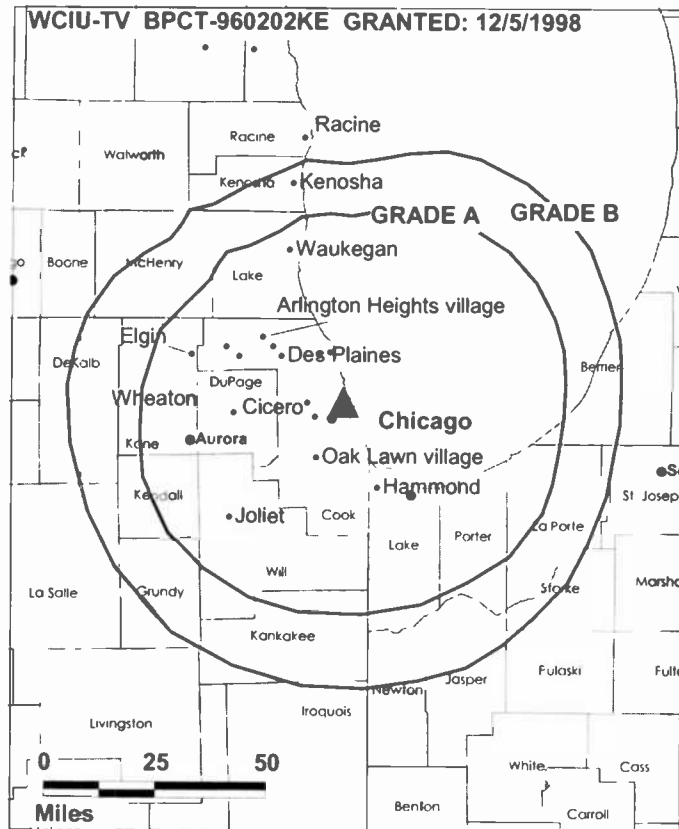 WCIU-TV BPCT-960202KE GRANTED: 12/5/1998
Racine
Racine
Walworth
Kenosha
Kenosha
GRADE A
GRADE B
Waukegan
Boone
McHenry
Lake
Arlington Heights village
Elgin
Des Plaines
DeKalb
DuPage
Wheaton
Cicero
Chicago
Kane
Aurora
Oak Lawn village
Kendall
Hammond
St Joseph
Joliet
Cook
Lake
Porter
La Porte
Will
La Salle
Grundy
Starke
Marsha
Kankakee
Jasper
Pulaski
Newton
Iroquois
Livingston
0 25 50
White
Cass
Miles
Benton
Carroll